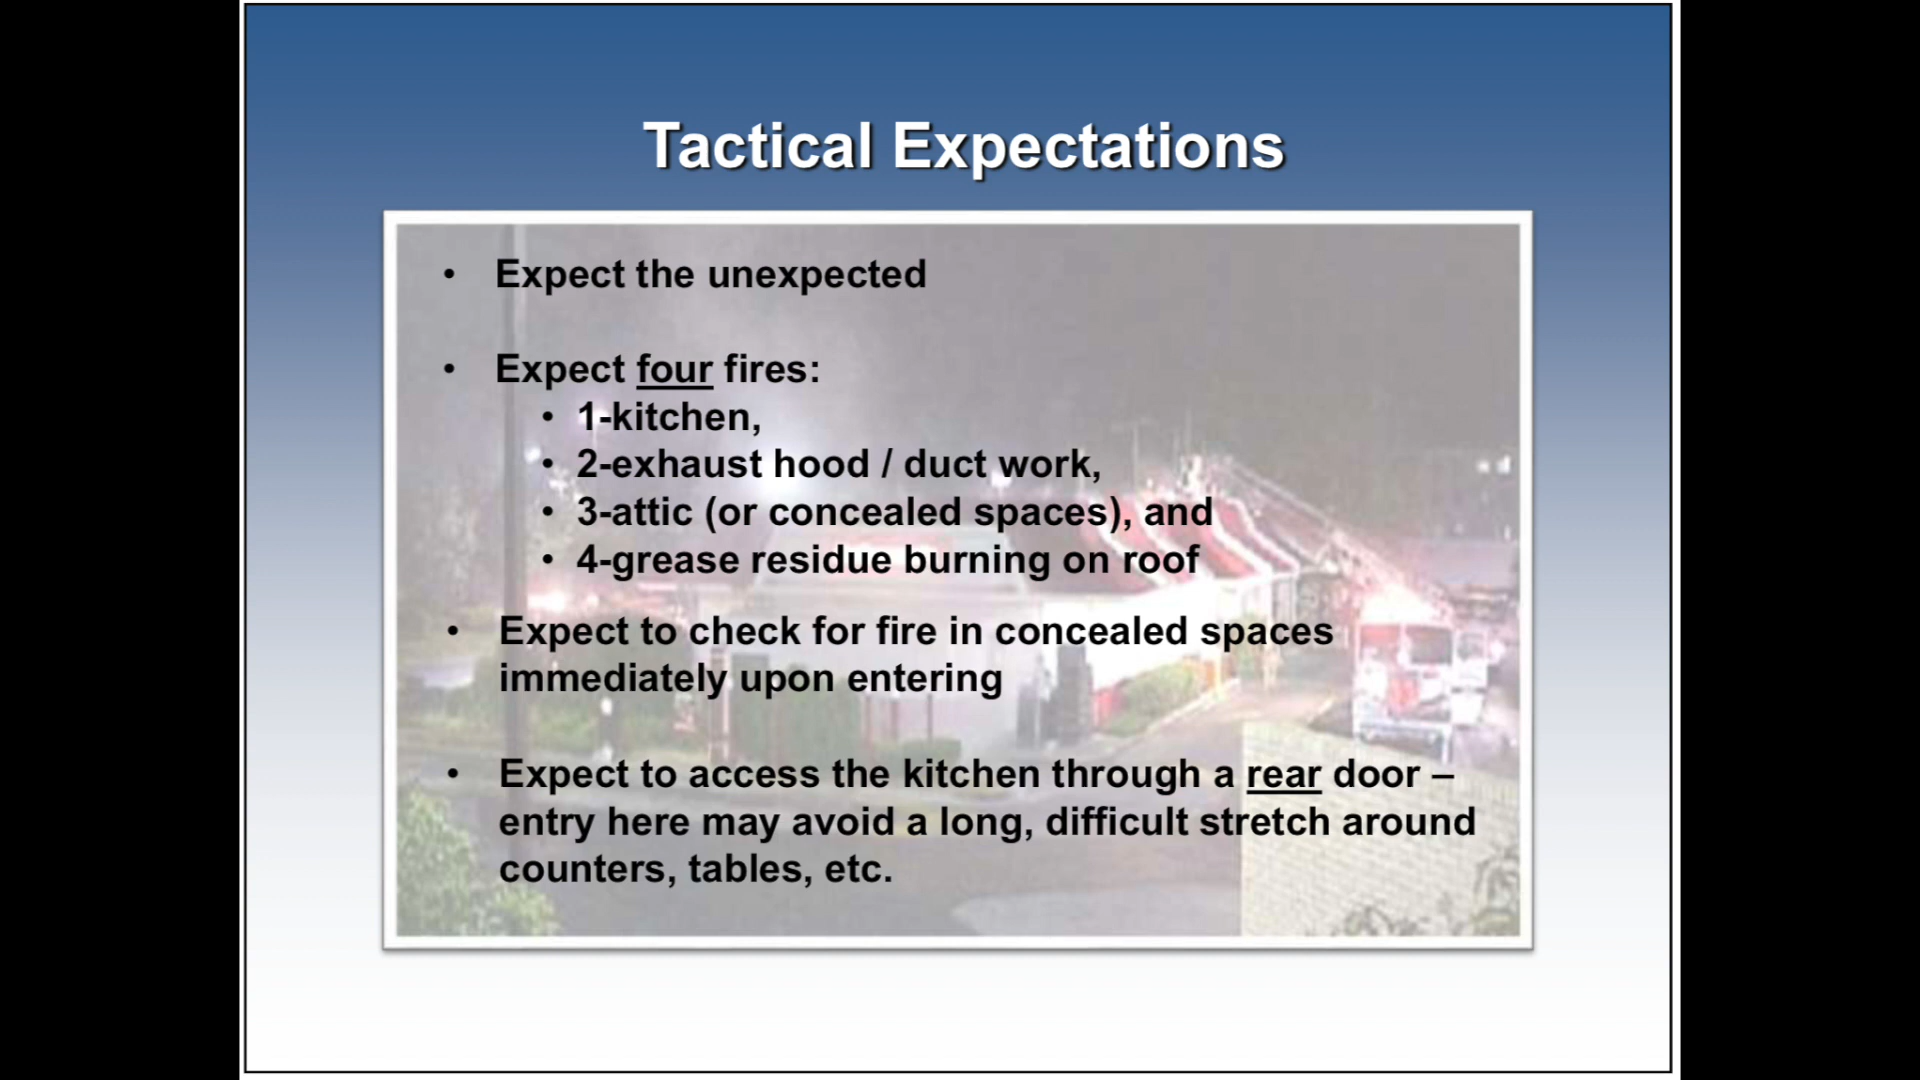 Tactical Expectations
• Expect the unexpected
• Expect four fires:
• 1-kitchen,
• 2-exhaust hood / duct work,
• 3-attic (or concealed spaces), and
• 4-grease residue burning on roof
• Expect to check for fire in concealed spaces
immediately upon entering
• Expect to access the kitchen through a rear door –
entry here may avoid a long, difficult stretch around
counters, tables, etc.